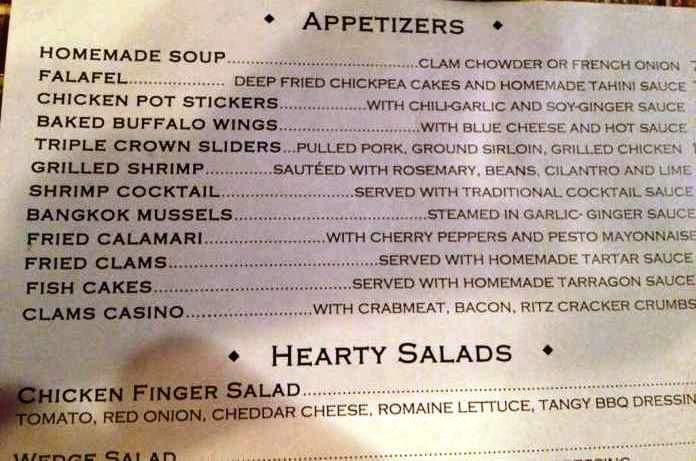 ◆ APPETIZERS ◆
HOMEMADE SOUP..................................................CLAM CHOWDER OR FRENCH ONION 7
FALAFEL........................ DEEP FRIED CHICKPEA CAKES AND HOMEMADE TAHINI SAUCE
CHICKEN POT STICKERS....................WITH CHILI-GARLIC AND SOY-GINGER SAUCE
BAKED BUFFALO WINGS................................WITH BLUE CHEESE AND HOT SAUCE
TRIPLE CROWN SLIDERS...PULLED PORK, GROUND SIRLOIN, GRILLED CHICKEN 1
GRILLED SHRIMP...............SAUTÉED WITH ROSEMARY, BEANS, CILANTRO AND LIME
SHRIMP COCKTAIL..............................SERVED WITH TRADITIONAL COCKTAIL SAUCE
BANGKOK MUSSELS...........................................STEAMED IN GARLIC- GINGER SAUCE
FRIED CALAMARI...........................WITH CHERRY PEPPERS AND PESTO MAYONNAISE
FRIED CLAMS..............................................SERVED WITH HOMEMADE TARTAR SAUCE
FISH CAKES...........................................SERVED WITH HOMEMADE TARRAGON SAUCE
CLAMS CASINO...........................WITH CRABMEAT, BACON, RITZ CRACKER CRUMBS
◆ HEARTY SALADS ◆
CHICKEN FINGER SALAD..............................................................
TOMATO, RED ONION, CHEDDAR CHEESE, ROMAINE LETTUCE, TANGY BBQ DRESSIN
WEDGE SALAD..............................................................